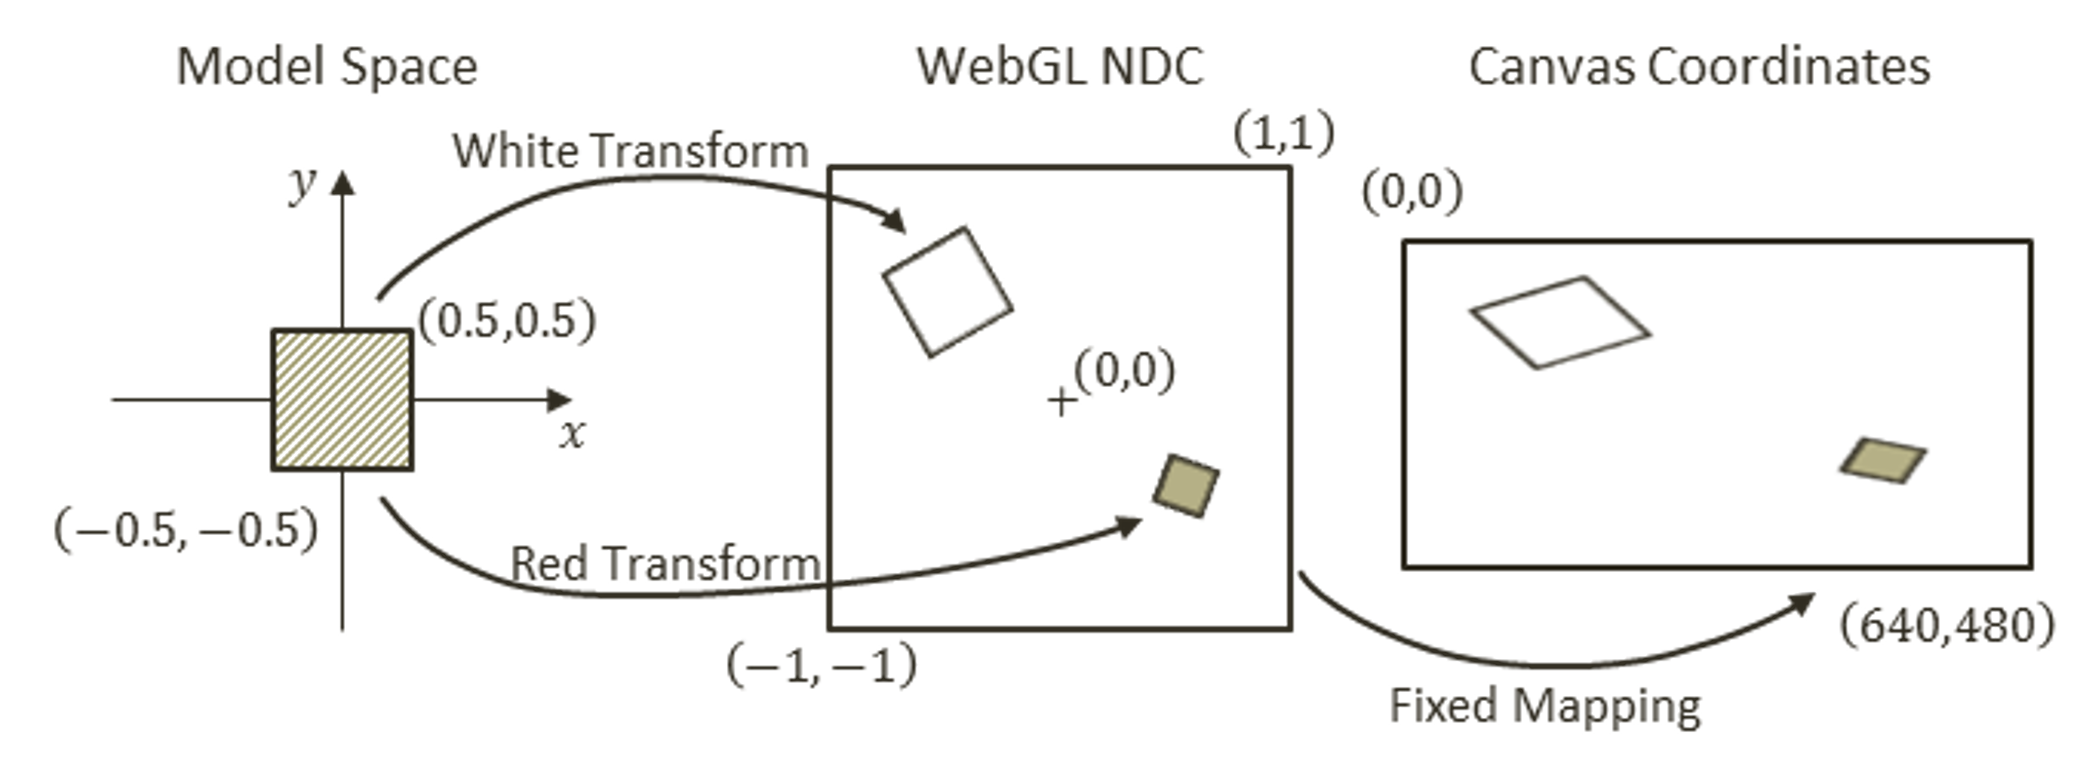 Model Space
WebGL NDC
Canvas Coordinates
(1,1)
White Transform
y
(0,0)
(0.5,0.5)
(0,0)
x
(−0.5, −0.5)
Red Transform
(640,480)
(−1, −1)
Fixed Mapping